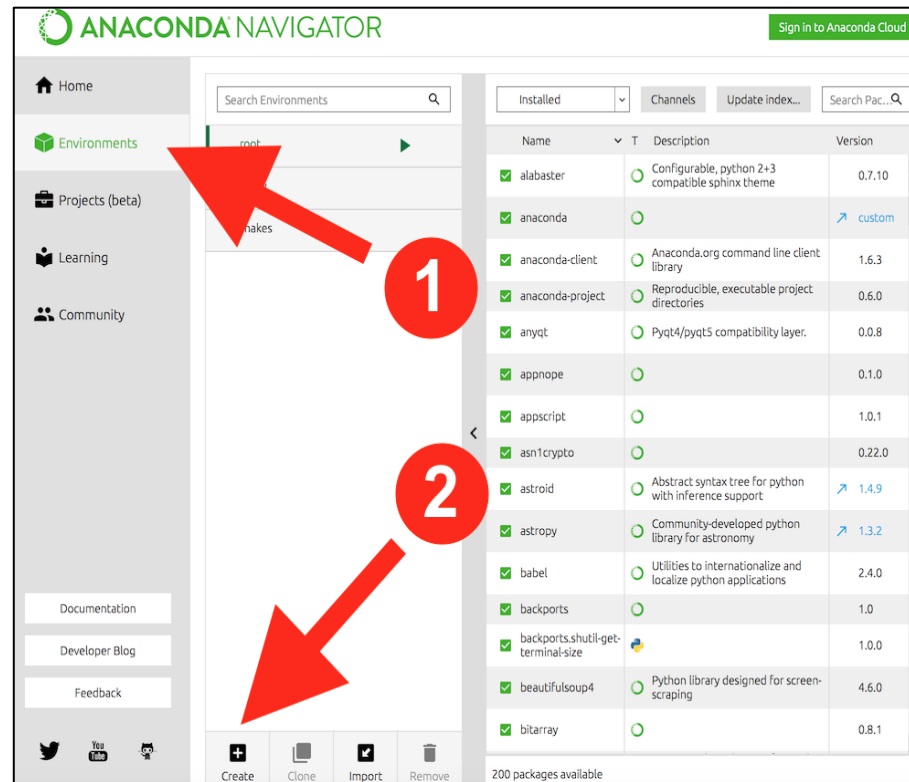 ANACONDA NAVIGATOR
Sign in to Anaconda Cloud
Home
Environments
Projects (beta)
Learning
Community
Documentation
Developer Blog
Feedback
You
Tube
Search Environments
root
1
2
Create
Clone
Import
Remove
Installed
Channels
Update index...
Search Pac...
Name
T
Description
Version
alabaster
Configurable, python 2+3
compatible sphinx theme
0.7.10
anaconda
custom
anaconda-client
Anaconda.org command line client
library
1.6.3
anaconda-project
Reproducible, executable project
directories
0.6.0
anyqt
Pyqt4/pyqt5 compatibility layer.
0.0.8
appnope
0.1.0
appscript
1.0.1
asn1crypto
0.22.0
astroid
Abstract syntax tree for python
with inference support
1.4.9
astropy
Community-developed python
library for astronomy
1.3.2
babel
Utilities to internationalize and
localize python applications
2.4.0
backports
1.0
backports.shutil-get-
terminal-size
1.0.0
beautifulsoup4
Python library designed for screen-
scraping
4.6.0
bitarray
0.8.1
200 packages available